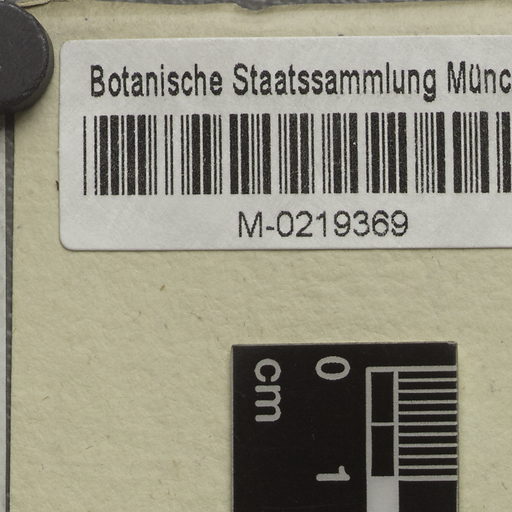 Botanische Staatssammlung Münc
M-0219369
cm
0
1